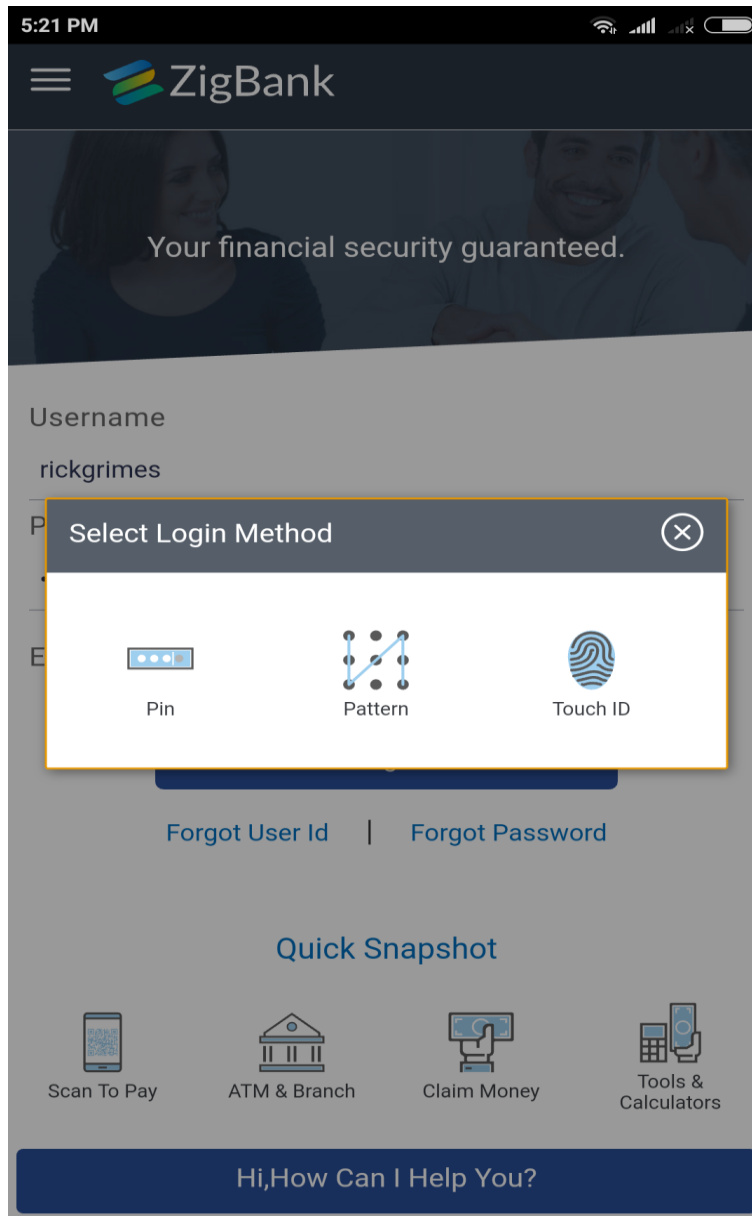 5:21 PM
ZigBank
Your financial security guaranteed.
Username
rickgrimes
P
Select Login Method
E
Pin
Pattern
Touch ID
Forgot User Id | Forgot Password
Quick Snapshot
Scan To Pay
ATM & Branch
Claim Money
Tools &
Calculators
Hi,How Can I Help You?